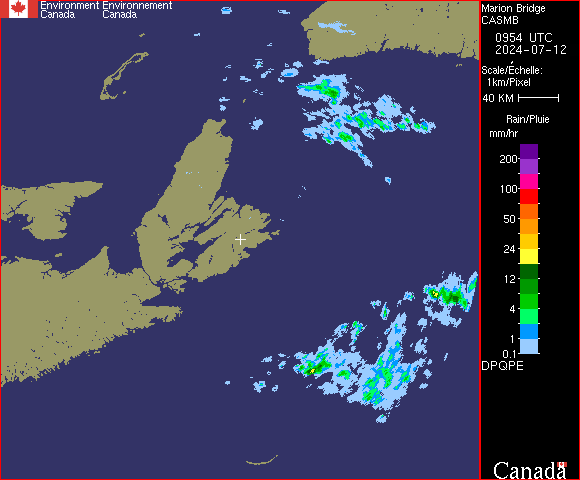 Environment Environnement
Canada Canada
Marion Bridge
CASMB
0954 UTC
2024-07-12
Scale/Echelle:
1km/Pixel
40 KM
Rain/Pluie
mm/hr
200
100
50
24
12
4
1
0.1
DPQPE
Canada